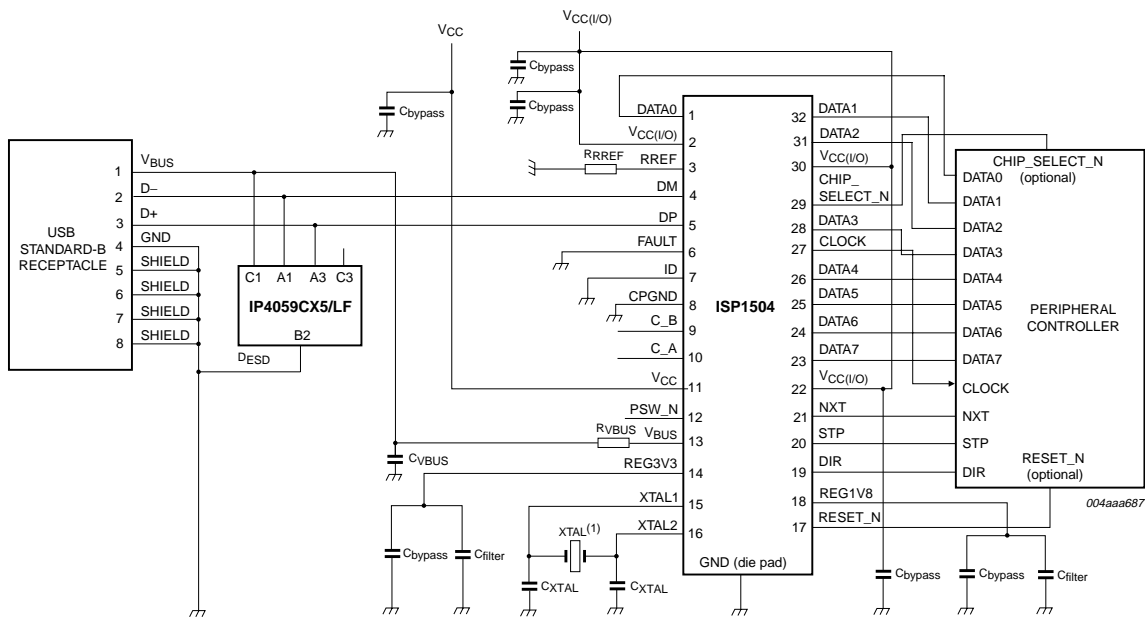 VCC
VCC(I/O)
Cbypass
Cbypass
Cbypass
USB
STANDARD-B
RECEPTACLE
1
2
3
4
5
6
7
8
VBUS
D−
D+
GND
SHIELD
SHIELD
SHIELD
SHIELD
C1 A1 A3 C3
IP4059CX5/LF
B2
DESD
DATA0
VCC(I/O)
RRREF
RREF
DM
DP
FAULT
ID
CPGND
C_B
C_A
VCC
PSW_N
RVBUS
VBUS
CVBUS
REG3V3
XTAL1
XTAL2
XTAL(1)
Cbypass
Cfilter
CXTAL
CXTAL
1
2
3
4
5
6
7
8
9
10
11
12
13
14
15
16
ISP1504
GND (die pad)
32
31
30
29
28
27
26
25
24
23
22
21
20
19
18
17
DATA1
DATA2
VCC(I/O)
CHIP_
SELECT_N
DATA3
CLOCK
DATA4
DATA5
DATA6
DATA7
VCC(I/O)
NXT
STP
DIR
REG1V8
RESET_N
CHIP_SELECT_N
(optional)
DATA0
DATA1
DATA2
DATA3
DATA4
DATA5
DATA6
DATA7
PERIPHERAL
CONTROLLER
CLOCK
NXT
STP
RESET_N
DIR
(optional)
004aaa687
Cbypass
Cbypass
Cfilter